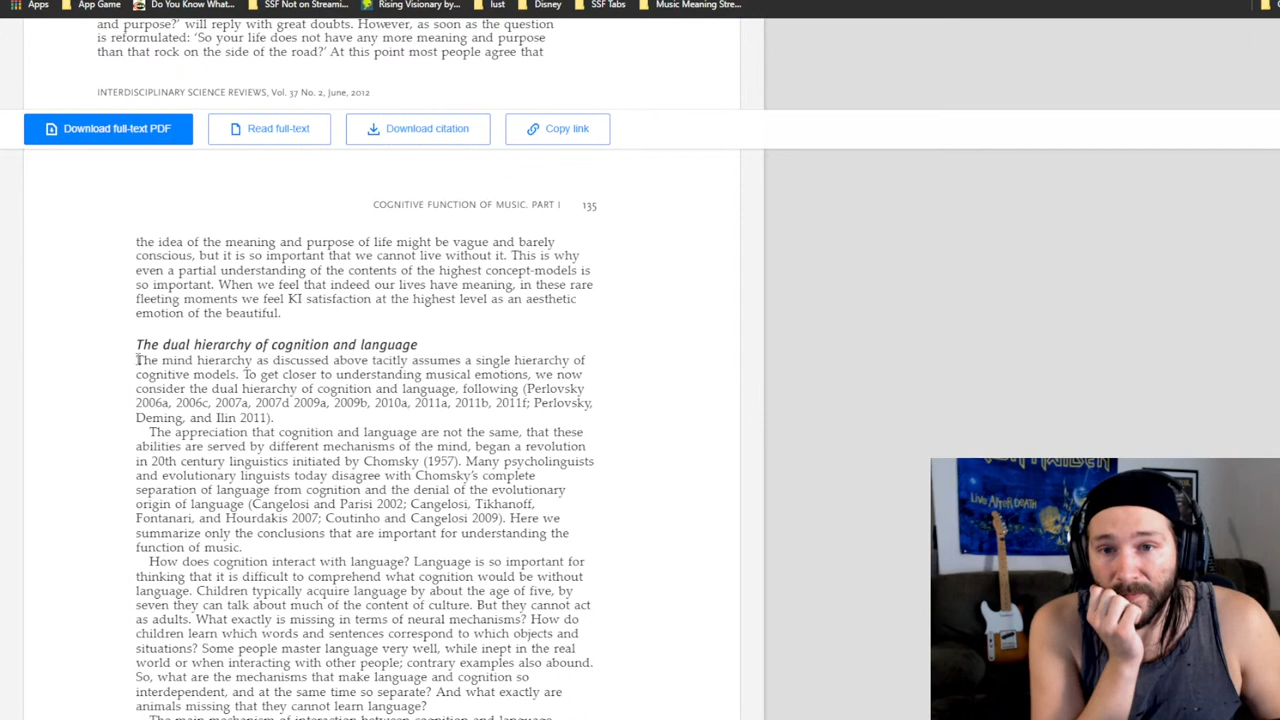 Apps App Game Do You Know What... SSF Not on Streami... Rising Visionary by... lust Disney SSF Tabs Music Meaning Stre...
and purpose?' will reply with great doubts. However, as soon as the question
is reformulated: 'So your life does not have any more meaning and purpose
than that rock on the side of the road?' At this point most people agree that
INTERDISCIPLINARY SCIENCE REVIEWS, Vol. 37 No. 2, June, 2012
Download full-text PDF Read full-text Download citation Copy link
COGNITIVE FUNCTION OF MUSIC. PART I 135
the idea of the meaning and purpose of life might be vague and barely
conscious, but it is so important that we cannot live without it. This is why
even a partial understanding of the contents of the highest concept-models is
so important. When we feel that indeed our lives have meaning, in these rare
fleeting moments we feel KI satisfaction at the highest level as an aesthetic
emotion of the beautiful.
The dual hierarchy of cognition and language
The mind hierarchy as discussed above tacitly assumes a single hierarchy of
cognitive models. To get closer to understanding musical emotions, we now
consider the dual hierarchy of cognition and language, following (Perlovsky
2006a, 2006c, 2007a, 2007d 2009a, 2009b, 2010a, 2011a, 2011b, 2011f; Perlovsky,
Deming, and Ilin 2011).
The appreciation that cognition and language are not the same, that these
abilities are served by different mechanisms of the mind, began a revolution
in 20th century linguistics initiated by Chomsky (1957). Many psycholinguists
and evolutionary linguists today disagree with Chomsky's complete
separation of language from cognition and the denial of the evolutionary
origin of language (Cangelosi and Parisi 2002; Cangelosi, Tikhanoff,
Fontanari, and Hourdakis 2007; Coutinho and Cangelosi 2009). Here we
summarize only the conclusions that are important for understanding the
function of music.
How does cognition interact with language? Language is so important for
thinking that it is difficult to comprehend what cognition would be without
language. Children typically acquire language by about the age of five, by
seven they can talk about much of the content of culture. But they cannot act
as adults. What exactly is missing in terms of neural mechanisms? How do
children learn which words and sentences correspond to which objects and
situations? Some people master language very well, while inept in the real
world or when interacting with other people; contrary examples also abound.
So, what are the mechanisms that make language and cognition so
interdependent, and at the same time so separate? And what exactly are
animals missing that they cannot learn language?
The main mechanism of interaction between cognition and language
LIVE AFTER DEATH